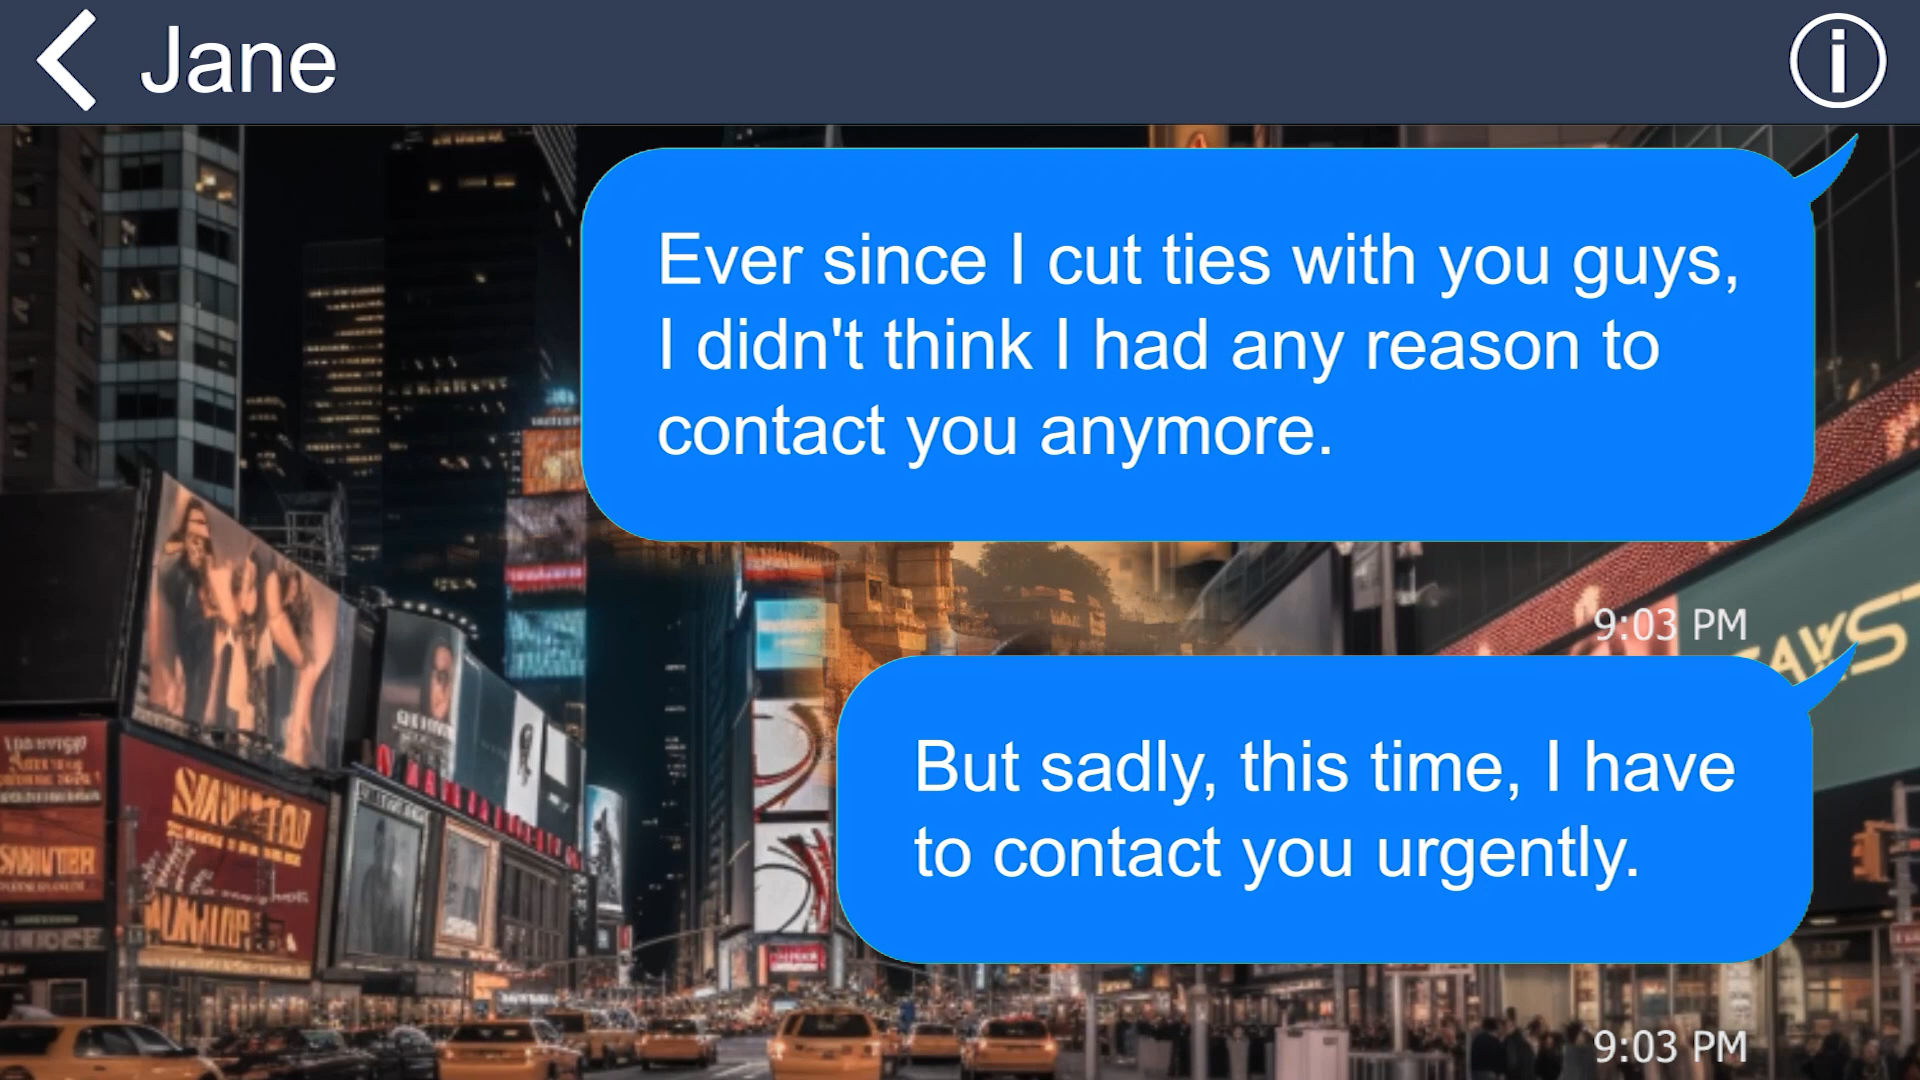 Jane
Ever since I cut ties with you guys,
I didn't think I had any reason to
contact you anymore.
9:03 PM
But sadly, this time, I have
to contact you urgently.
9:03 PM